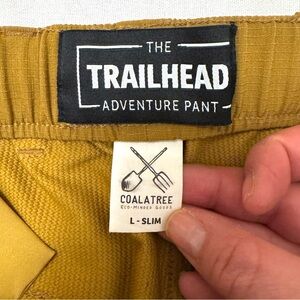 THE
TRAILHEAD
ADVENTURE PANT
COALATREE
ECO-MINDED GOODS
L - SLIM